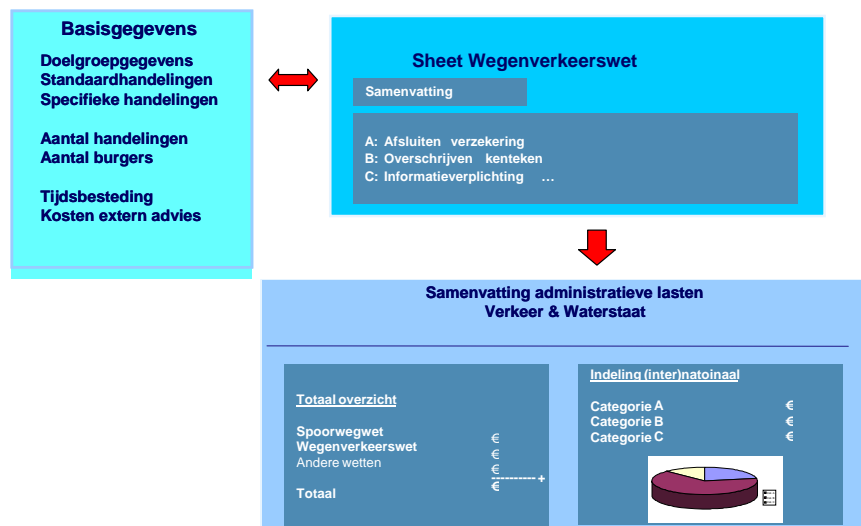 Basisgegevens
Doelgroepgegevens
Standaardhandelingen
Specifieke handelingen
Aantal handelingen
Aantal burgers
Tijdsbesteding
Kosten extern advies
Sheet Wegenverkeerswet
Samenvatting
A: Afsluiten verzekering
B: Overschrijven kenteken
C: Informatieverplichting ...
Samenvatting administratieve lasten
Verkeer & Waterstaat
Totaal overzicht
Spoorwegwet €
Wegenverkeerswet €
Andere wetten €
---------- +
Totaal €
Indeling (inter)natoinaal
Categorie A €
Categorie B €
Categorie C €